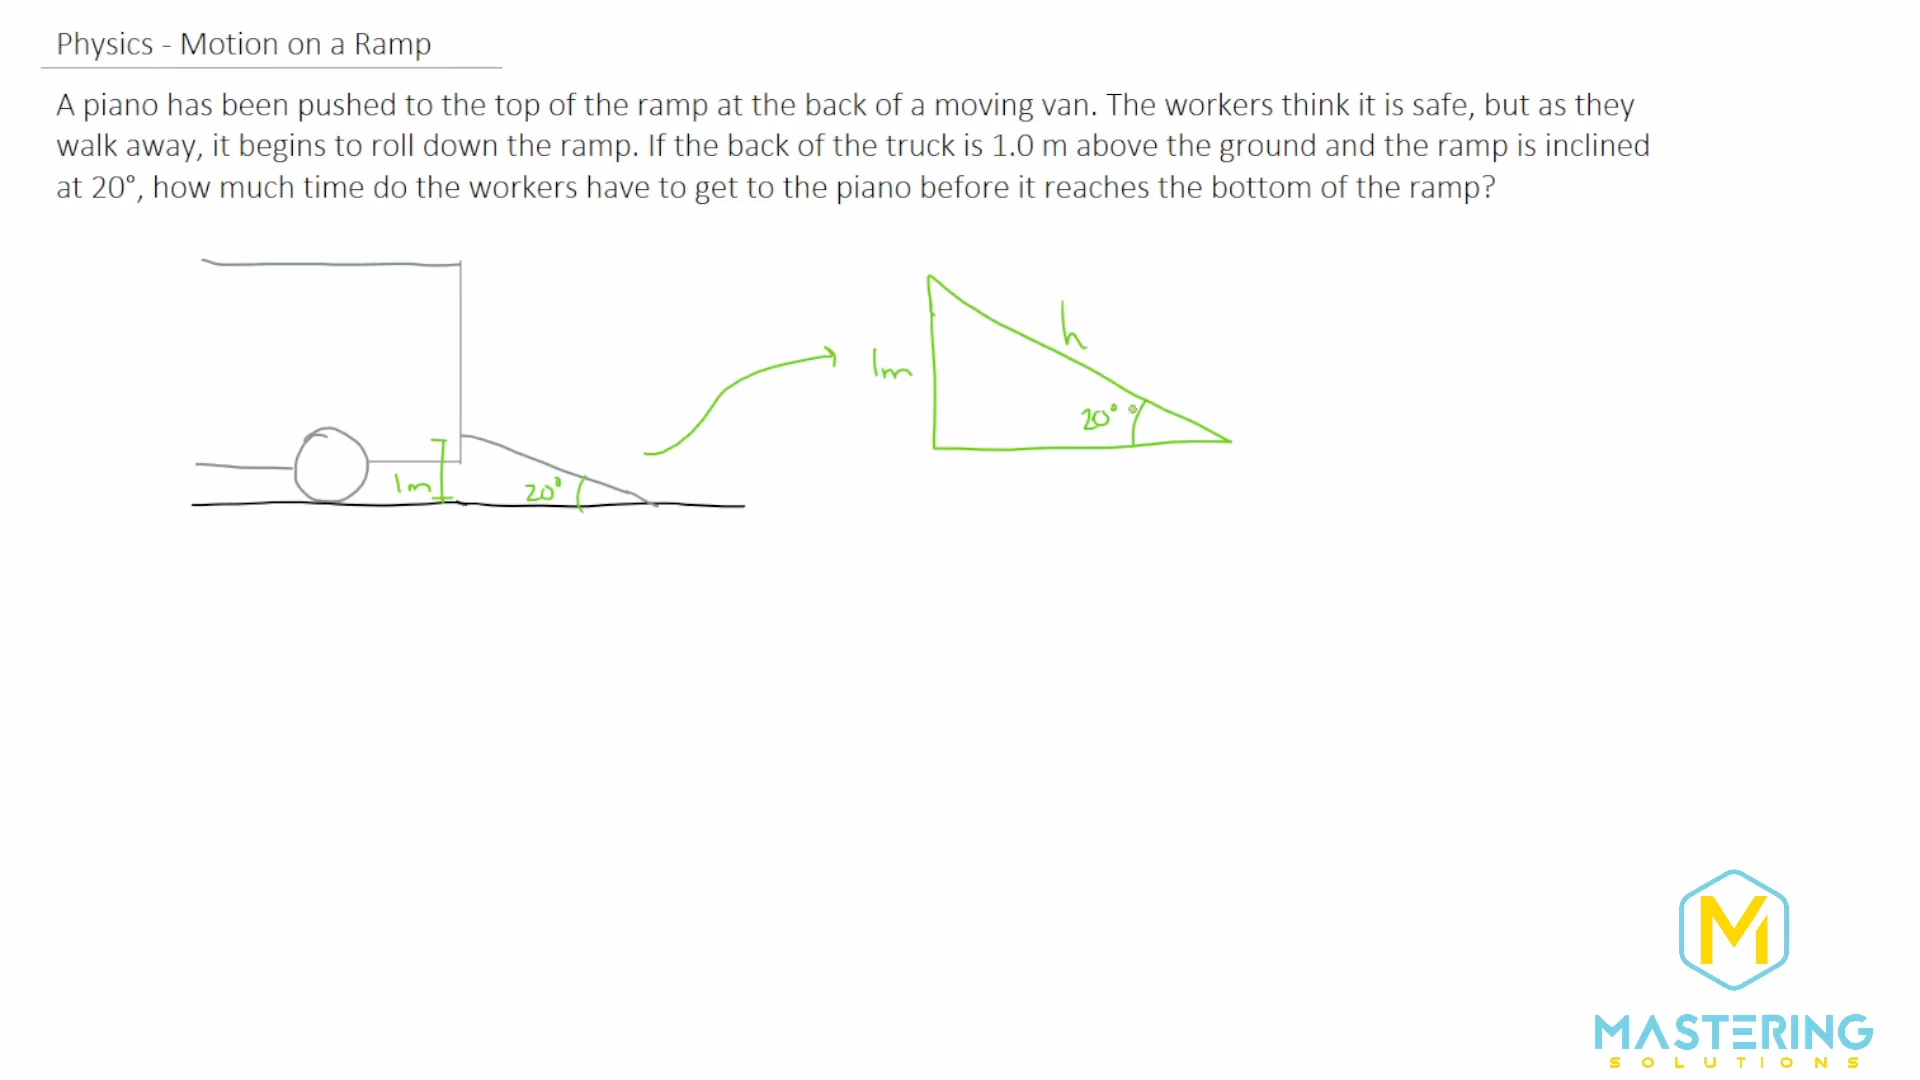 Physics - Motion on a Ramp
A piano has been pushed to the top of the ramp at the back of a moving van. The workers think it is safe, but as they
walk away, it begins to roll down the ramp. If the back of the truck is 1.0 m above the ground and the ramp is inclined
at 20°, how much time do the workers have to get to the piano before it reaches the bottom of the ramp?
h
1m
20°
1m
20°
M
MASTERING
SOLUTIONS